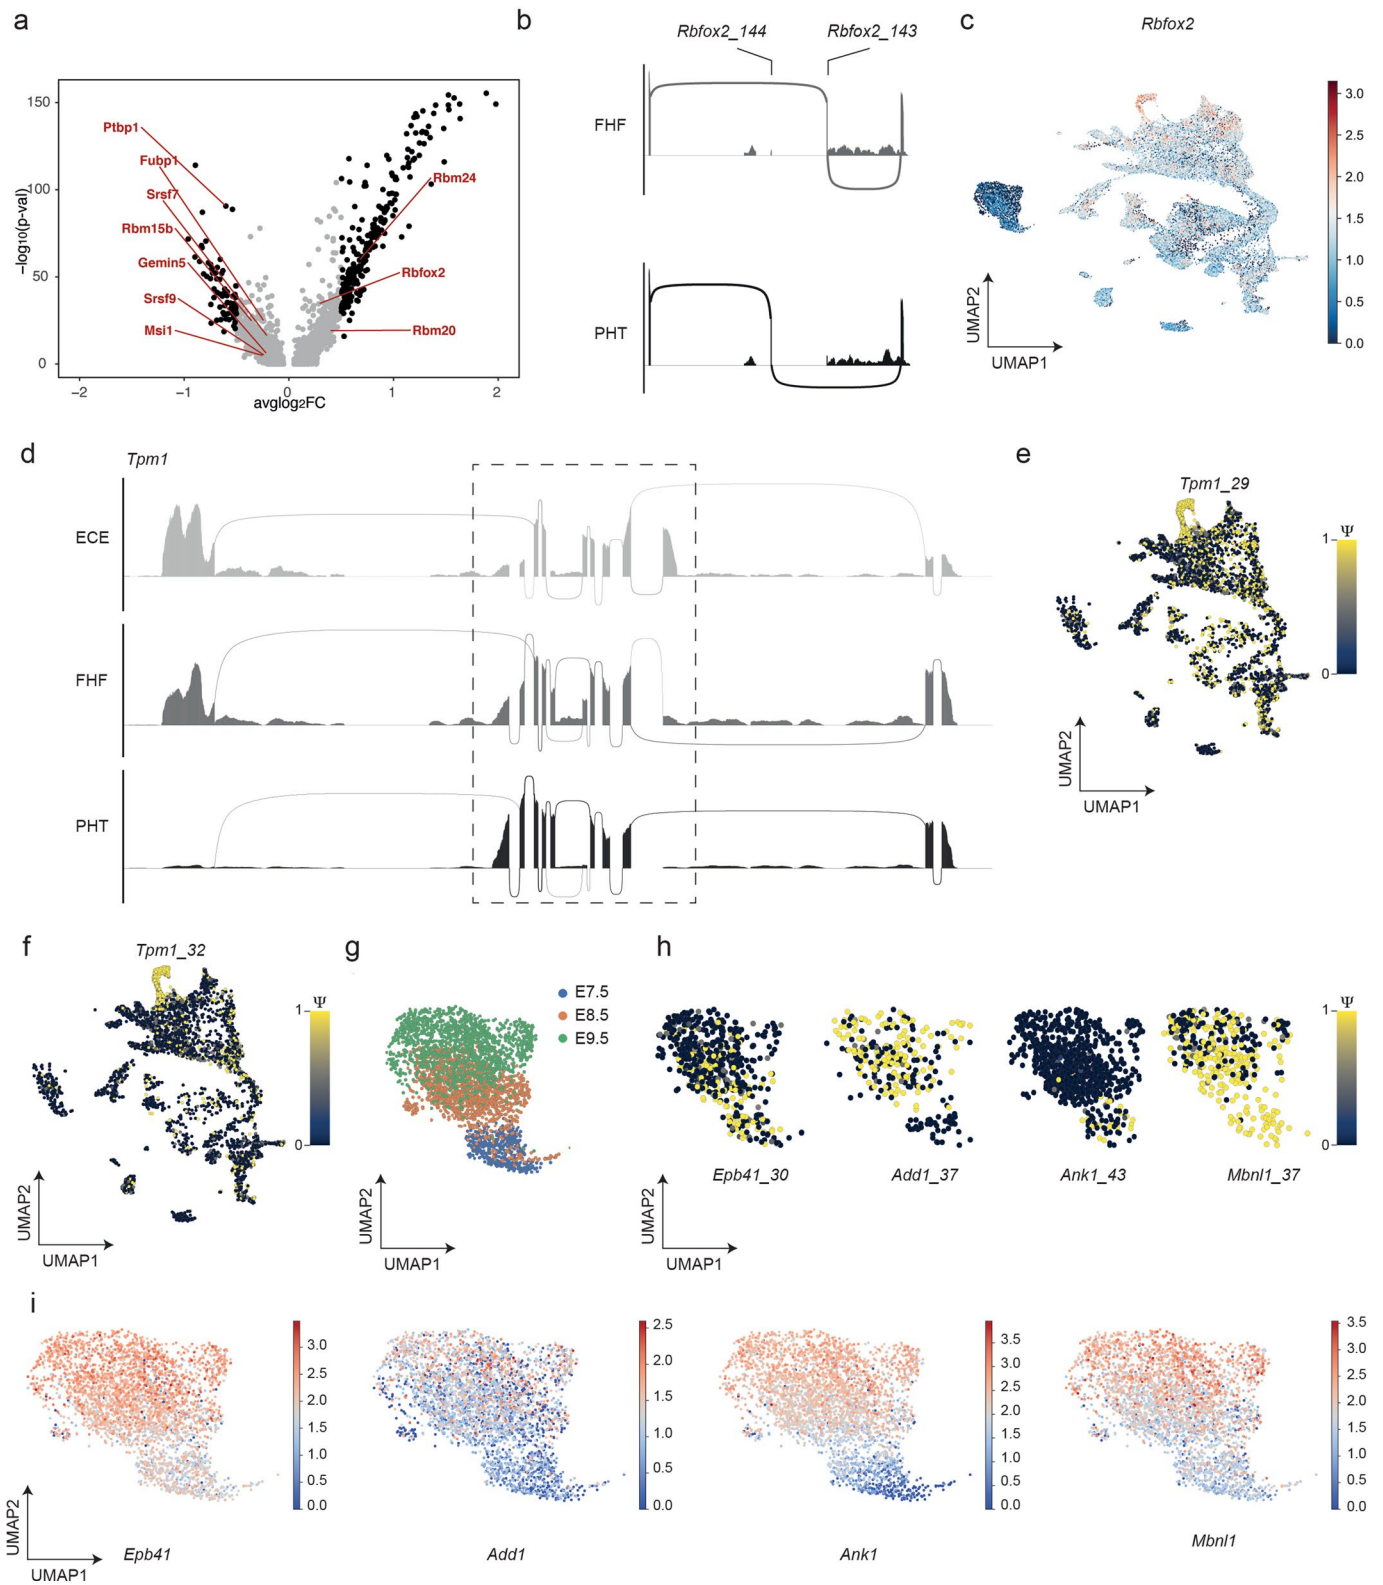 a
b
c
Rbfox2_144
Rbfox2_143
Rbfox2
150
100
50
0
−log10(p-val)
Ptbp1
Fubp1
Srsf7
Rbm15b
Gemin5
Srsf9
Msi1
Rbm24
Rbfox2
Rbm20
−2
−1
0
1
2
avglog2FC
FHF
PHT
3.0
2.5
2.0
1.5
1.0
0.5
0.0
UMAP2
UMAP1
d
Tpm1
ECE
FHF
PHT
e
Tpm1_29
Ψ
1
0
UMAP2
UMAP1
f
Tpm1_32
Ψ
1
0
UMAP2
UMAP1
g
E7.5
E8.5
E9.5
UMAP2
UMAP1
h
Ψ
1
0
Epb41_30
Add1_37
Ank1_43
Mbnl1_37
UMAP2
UMAP1
i
3.0
2.5
2.0
1.5
1.0
0.5
0.0
2.5
2.0
1.5
1.0
0.5
0.0
3.5
3.0
2.5
2.0
1.5
1.0
0.5
0.0
3.5
3.0
2.5
2.0
1.5
1.0
0.5
0.0
UMAP2
UMAP1
Epb41
Add1
Ank1
Mbnl1